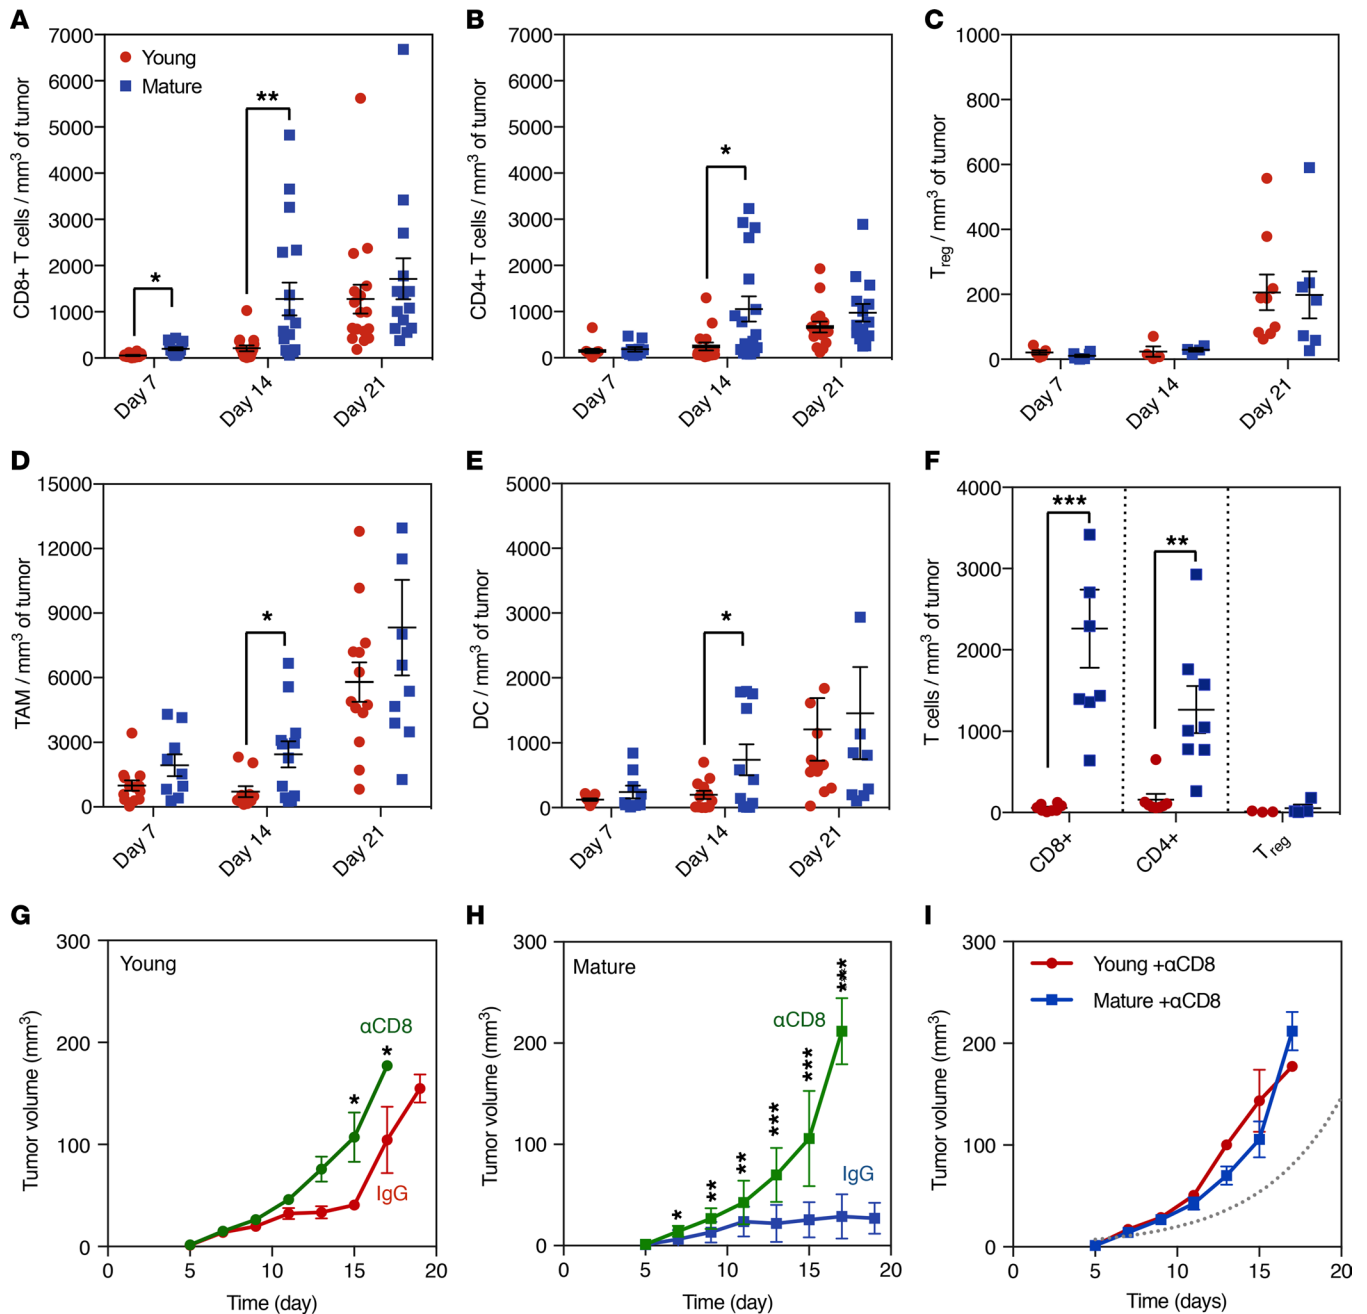 A
CD8+ T cells / mm³ of tumor
7000
6000
5000
4000
3000
2000
1000
0
Young
Mature
*
**
Day 7
Day 14
Day 21
B
CD4+ T cells / mm³ of tumor
7000
6000
5000
4000
3000
2000
1000
0
*
Day 7
Day 14
Day 21
C
Treg / mm³ of tumor
1000
800
600
400
200
0
Day 7
Day 14
Day 21
D
TAM / mm³ of tumor
15000
12000
9000
6000
3000
0
*
Day 7
Day 14
Day 21
E
DC / mm³ of tumor
5000
4000
3000
2000
1000
0
*
Day 7
Day 14
Day 21
F
T cells / mm³ of tumor
4000
3000
2000
1000
0
***
**
CD8+
CD4+
Treg
G
Tumor volume (mm³)
300
200
100
0
Young
αCD8
*
*
IgG
0
5
10
15
20
Time (day)
H
Tumor volume (mm³)
300
200
100
0
Mature
αCD8
*
**
**
***
***
***
IgG
0
5
10
15
20
Time (day)
I
Tumor volume (mm³)
300
200
100
0
Young +αCD8
Mature +αCD8
0
5
10
15
20
Time (days)